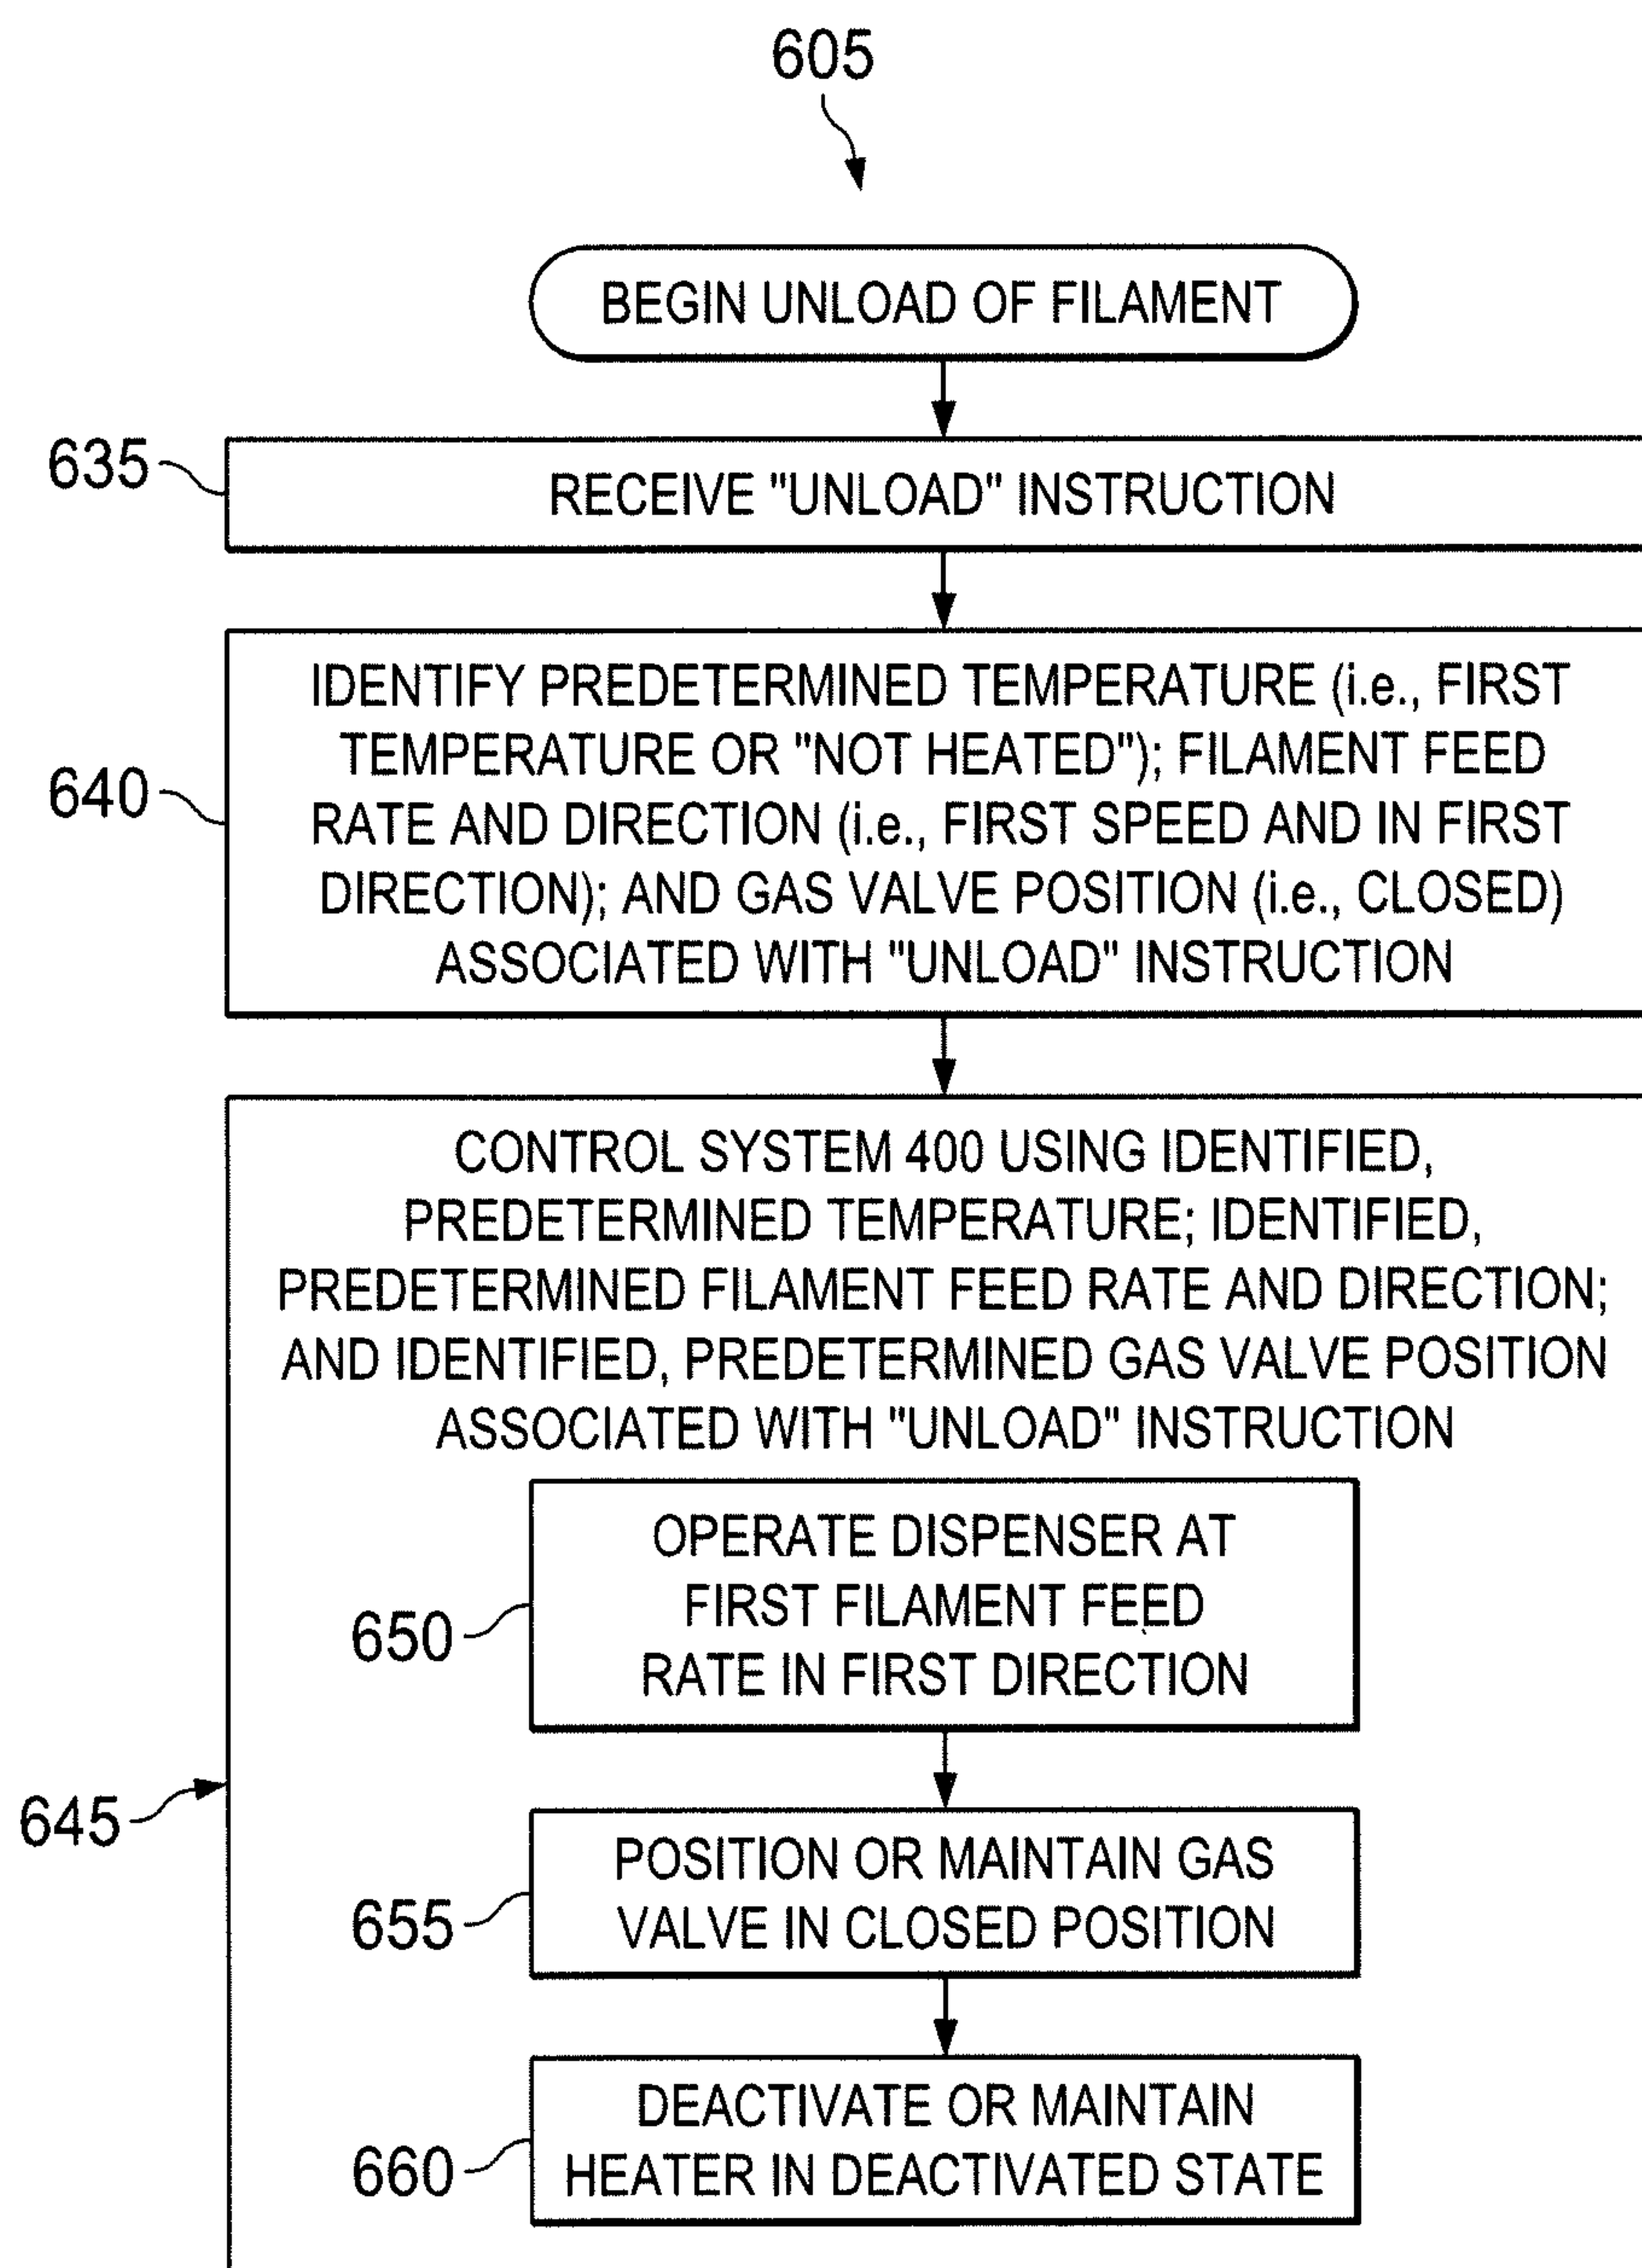 605
BEGIN UNLOAD OF FILAMENT
635
RECEIVE "UNLOAD" INSTRUCTION
640
IDENTIFY PREDETERMINED TEMPERATURE (i.e., FIRST
TEMPERATURE OR "NOT HEATED"); FILAMENT FEED
RATE AND DIRECTION (i.e., FIRST SPEED AND IN FIRST
DIRECTION); AND GAS VALVE POSITION (i.e., CLOSED)
ASSOCIATED WITH "UNLOAD" INSTRUCTION
645
CONTROL SYSTEM 400 USING IDENTIFIED,
PREDETERMINED TEMPERATURE; IDENTIFIED,
PREDETERMINED FILAMENT FEED RATE AND DIRECTION;
AND IDENTIFIED, PREDETERMINED GAS VALVE POSITION
ASSOCIATED WITH "UNLOAD" INSTRUCTION
650
OPERATE DISPENSER AT
FIRST FILAMENT FEED
RATE IN FIRST DIRECTION
655
POSITION OR MAINTAIN GAS
VALVE IN CLOSED POSITION
660
DEACTIVATE OR MAINTAIN
HEATER IN DEACTIVATED STATE